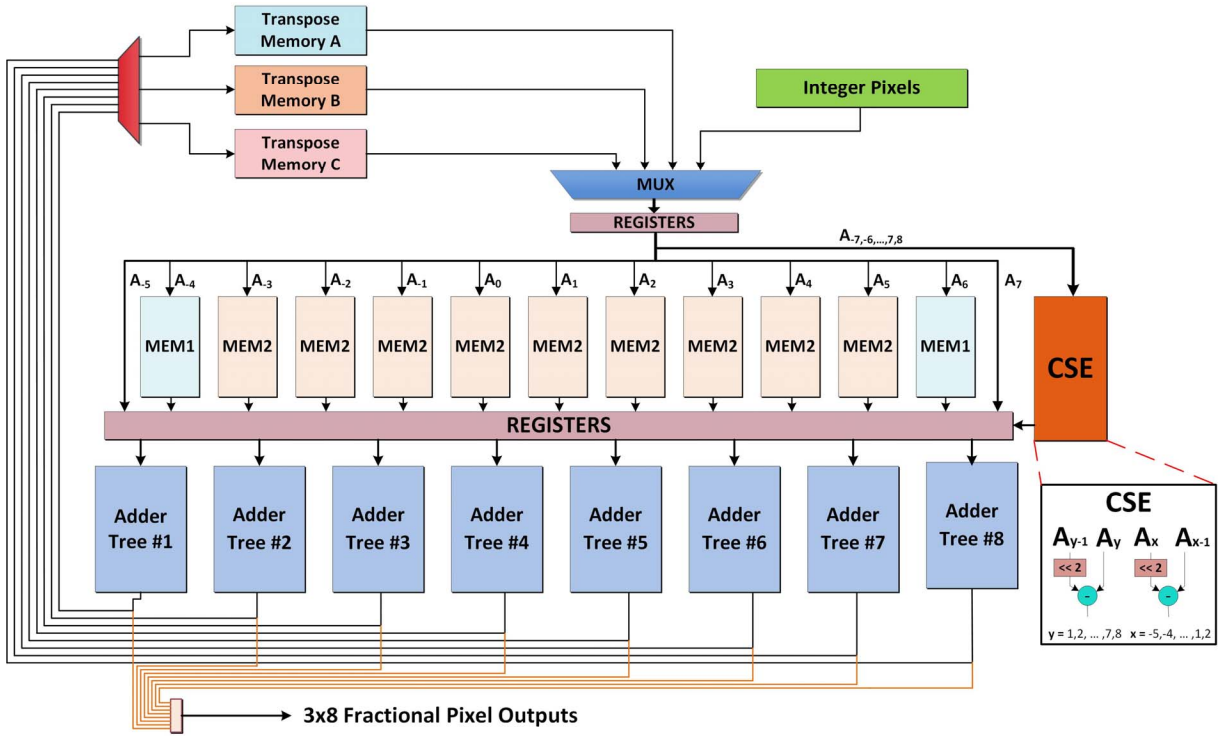 Transpose
Memory A
Transpose
Memory B
Integer Pixels
Transpose
Memory C
MUX
REGISTERS
A-7,-6,...,7,8
A-5
A-4
A-3
A-2
A-1
A0
A1
A2
A3
A4
A5
A6
A7
MEM1
MEM2
MEM2
MEM2
MEM2
MEM2
MEM2
MEM2
MEM2
MEM2
MEM1
CSE
REGISTERS
Adder
Tree #1
Adder
Tree #2
Adder
Tree #3
Adder
Tree #4
Adder
Tree #5
Adder
Tree #6
Adder
Tree #7
Adder
Tree #8
CSE
Ay-1 Ay Ax Ax-1
<< 2 << 2
- -
y = 1,2, ... ,7,8 x = -5,-4, ... ,1,2
3x8 Fractional Pixel Outputs